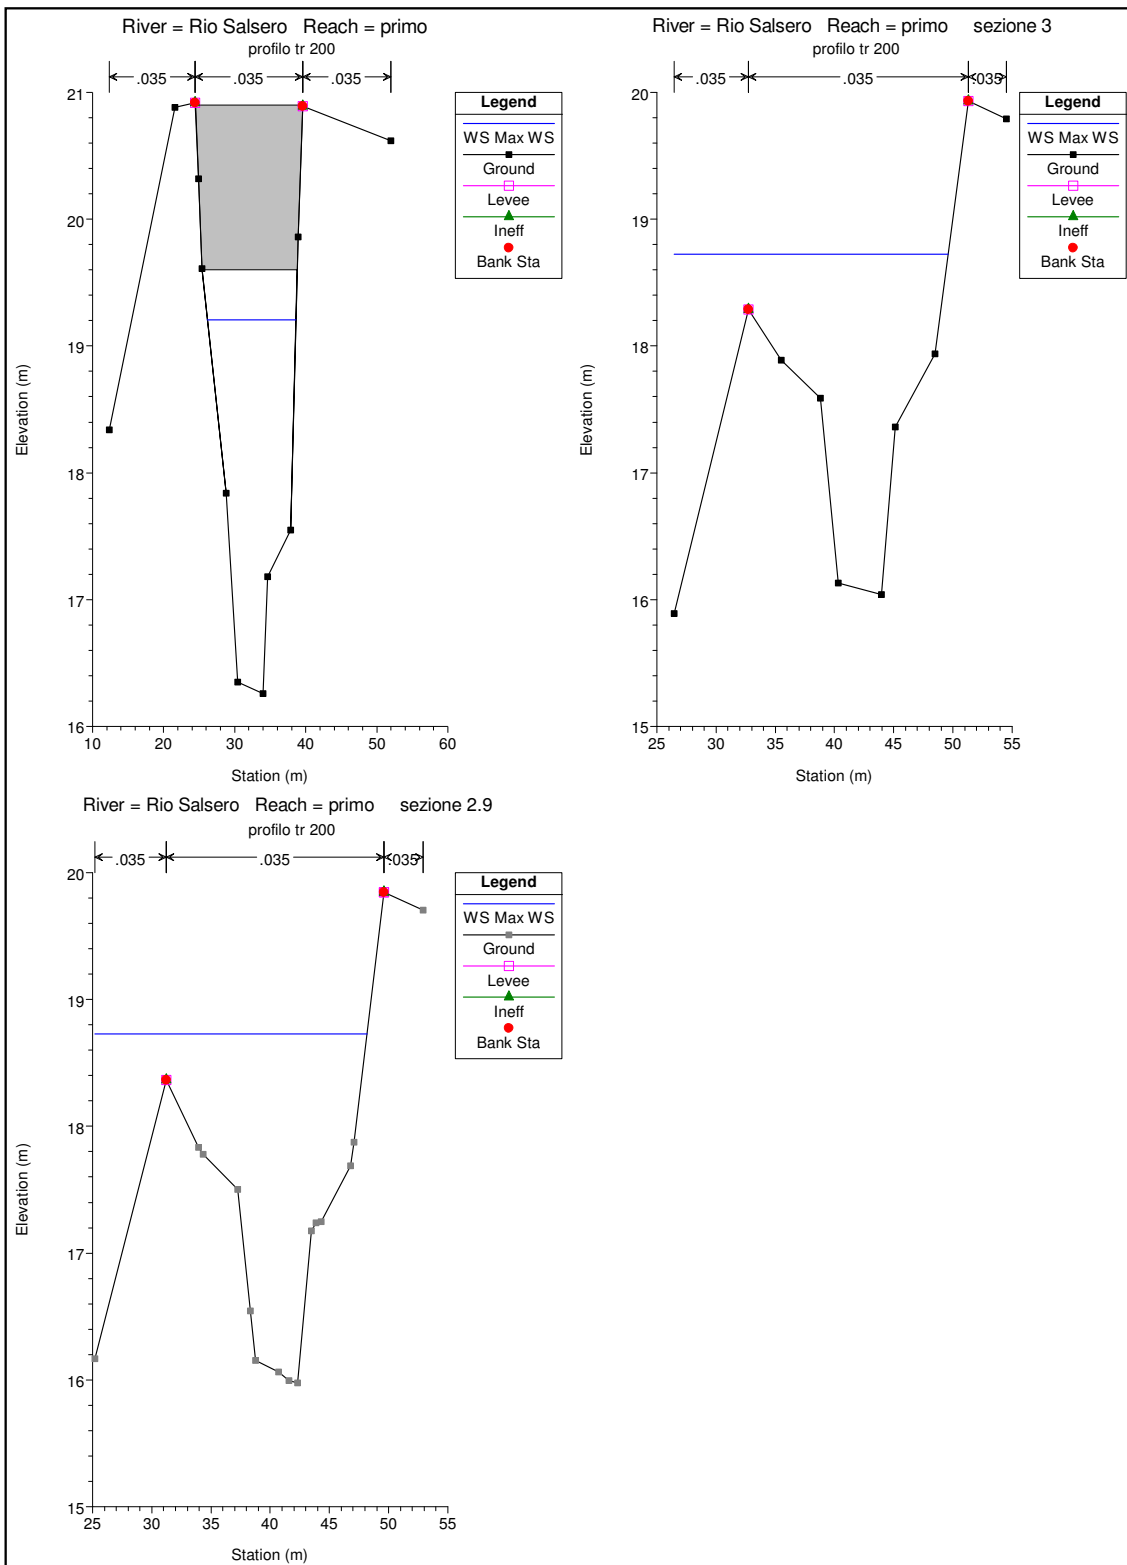 River = Rio Salsero Reach = primo
profilo tr 200
.035 .035 .035
Legend
WS Max WS
Ground
Levee
Ineff
Bank Sta
21
20
19
18
17
16
Elevation (m)
10 20 30 40 50 60
Station (m)
River = Rio Salsero Reach = primo sezione 3
profilo tr 200
.035 .035 .035
Legend
WS Max WS
Ground
Levee
Ineff
Bank Sta
20
19
18
17
16
15
Elevation (m)
25 30 35 40 45 50 55
Station (m)
River = Rio Salsero Reach = primo sezione 2.9
profilo tr 200
.035 .035 .035
Legend
WS Max WS
Ground
Levee
Ineff
Bank Sta
20
19
18
17
16
15
Elevation (m)
25 30 35 40 45 50 55
Station (m)